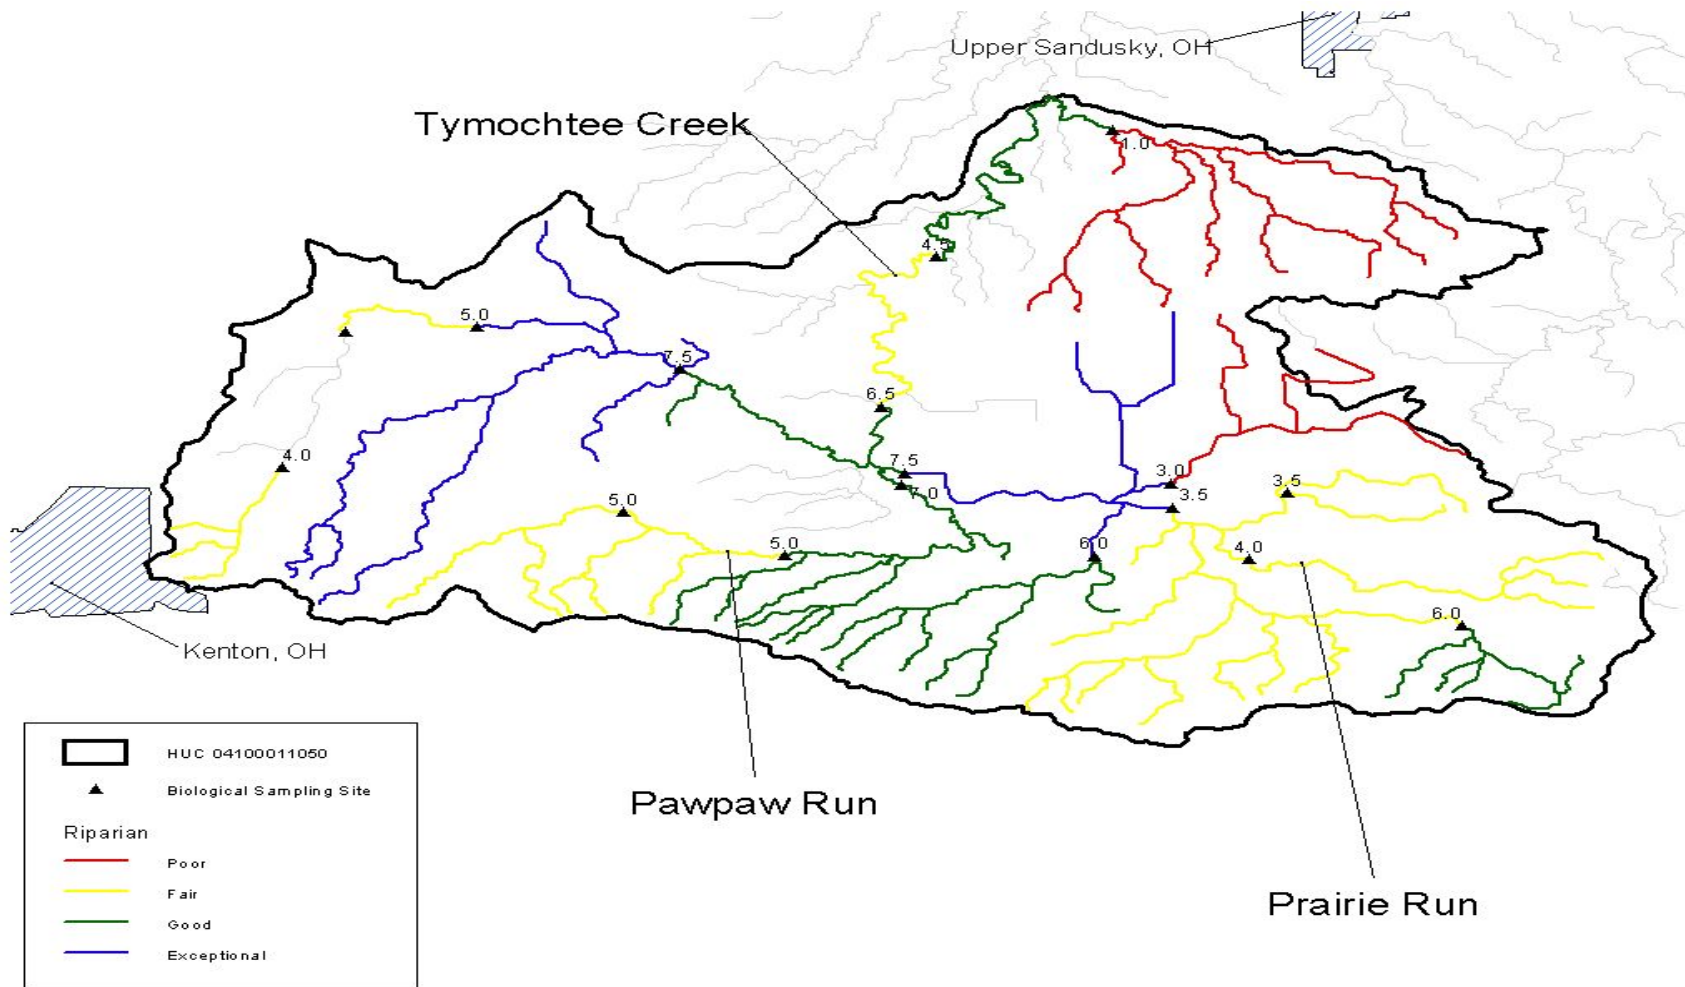 Upper Sandusky, OH
Tymochtee Creek
1.0
4.5
5.0
7.5
6.5
4.0
7.5
7.0
3.0
3.5
3.5
5.0
5.0
6.0
4.0
6.0
Kenton, OH
Pawpaw Run
Prairie Run
HUC 04100011050
Biological Sampling Site
Riparian
Poor
Fair
Good
Exceptional